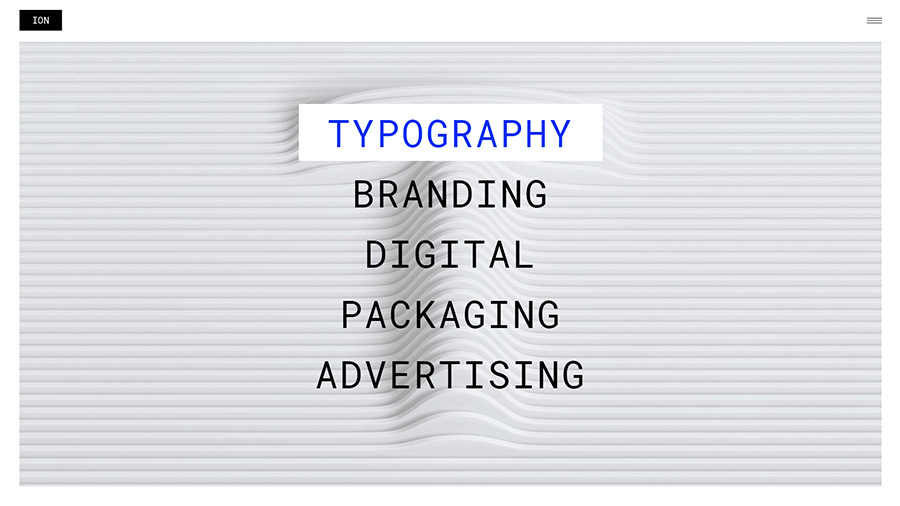 ION
TYPOGRAPHY
BRANDING
DIGITAL
PACKAGING
ADVERTISING